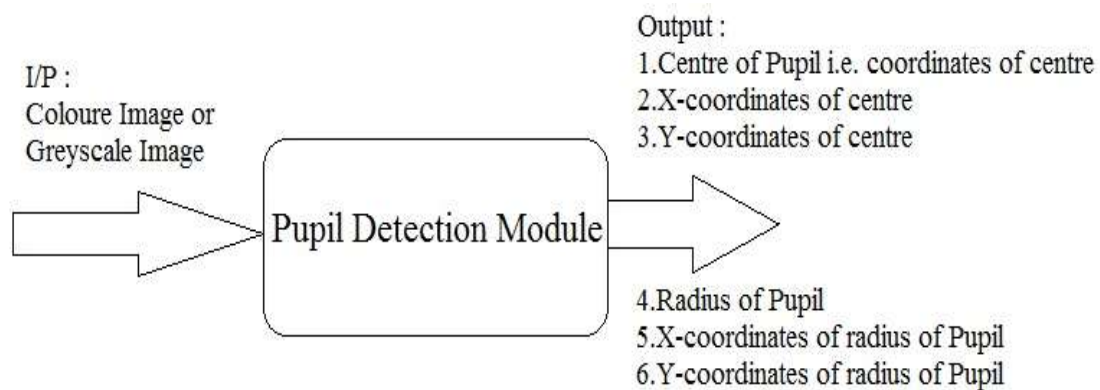 I/P :
Coloure Image or
Greyscale Image
Pupil Detection Module
Output :
1.Centre of Pupil i.e. coordinates of centre
2.X-coordinates of centre
3.Y-coordinates of centre
4.Radius of Pupil
5.X-coordinates of radius of Pupil
6.Y-coordinates of radius of Pupil